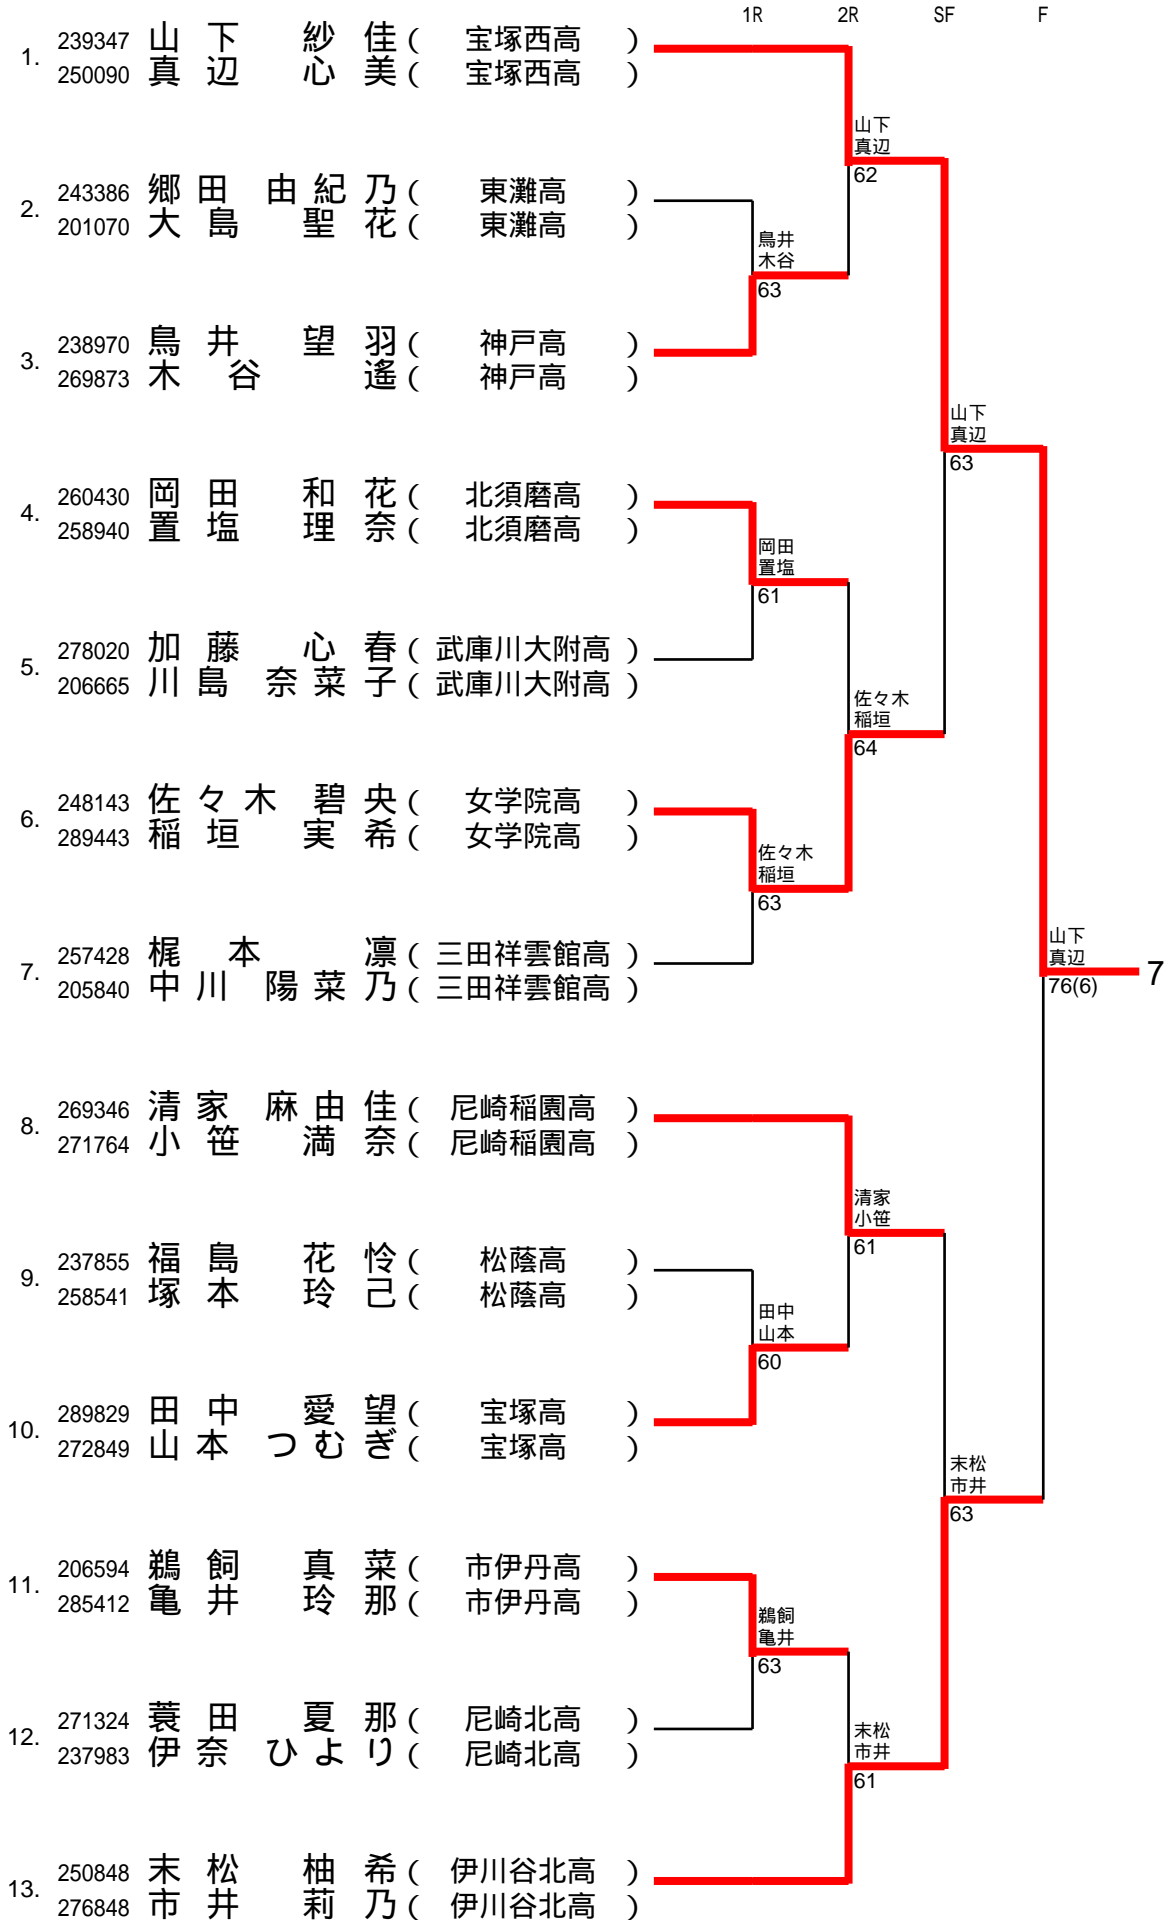 1R 2R SF F
1. 239347 山下 紗佳 ( 宝塚西高 )
250090 真辺 心美 ( 宝塚西高 )
山下
真辺
62
2. 243386 郷田 由紀乃 ( 東灘高 )
201070 大島 聖花 ( 東灘高 )
鳥井
木谷
63
3. 238970 鳥井 望羽 ( 神戸高 )
269873 木谷 遙 ( 神戸高 )
山下
真辺
63
4. 260430 岡田 和花 ( 北須磨高 )
258940 置塩 理奈 ( 北須磨高 )
岡田
置塩
61
5. 278020 加藤 心春 ( 武庫川大附高 )
206665 川島 奈菜子 ( 武庫川大附高 )
佐々木
稲垣
64
6. 248143 佐々木 碧央 ( 女学院高 )
289443 稲垣 実希 ( 女学院高 )
佐々木
稲垣
63
7. 257428 梶本 凛 ( 三田祥雲館高 )
205840 中川 陽菜乃 ( 三田祥雲館高 )
山下
真辺
76(6)
7
8. 269346 清家 麻由佳 ( 尼崎稲園高 )
271764 小笹 満奈 ( 尼崎稲園高 )
清家
小笹
61
9. 237855 福島 花怜 ( 松蔭高 )
258541 塚本 玲己 ( 松蔭高 )
田中
山本
60
10. 289829 田中 愛望 ( 宝塚高 )
272849 山本 つむぎ ( 宝塚高 )
末松
市井
63
11. 206594 鵜飼 真菜 ( 市伊丹高 )
285412 亀井 玲那 ( 市伊丹高 )
鵜飼
亀井
63
12. 271324 蓑田 夏那 ( 尼崎北高 )
237983 伊奈 ひより ( 尼崎北高 )
末松
市井
61
13. 250848 末松 柚希 ( 伊川谷北高 )
276848 市井 莉乃 ( 伊川谷北高 )